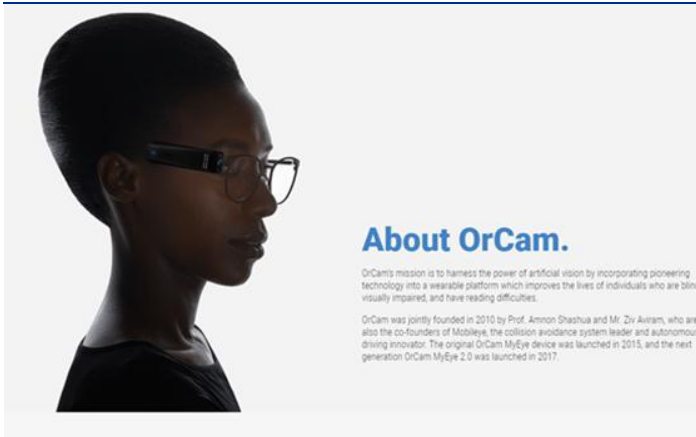 About OrCam.
OrCam's mission is to harness the power of artificial vision by incorporating pioneering
technology into a wearable platform which improves the lives of individuals who are blin
visually impaired, and have reading difficulties.
OrCam was jointly founded in 2010 by Prof. Amnon Shashua and Mr. Ziv Aviram, who are
also the co-founders of Mobileye, the collision avoidance system leader and autonomou
driving innovator. The original OrCam MyEye device was launched in 2015, and the next
generation OrCam MyEye 2.0 was launched in 2017.